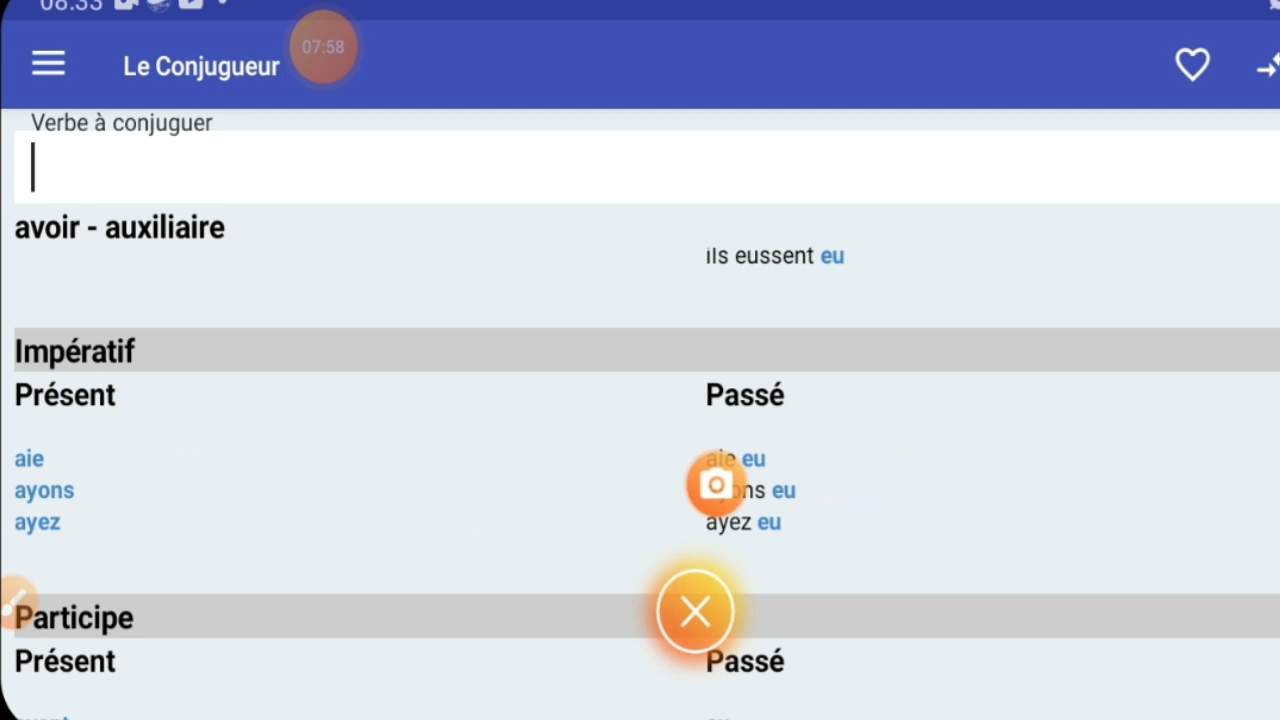 08:33
07:58
Le Conjugueur
Verbe à conjuguer
avoir - auxiliaire
ils eussent eu
Impératif
Présent
Passé
aie
aie eu
ayons
ayons eu
ayez
ayez eu
Participe
Présent
Passé